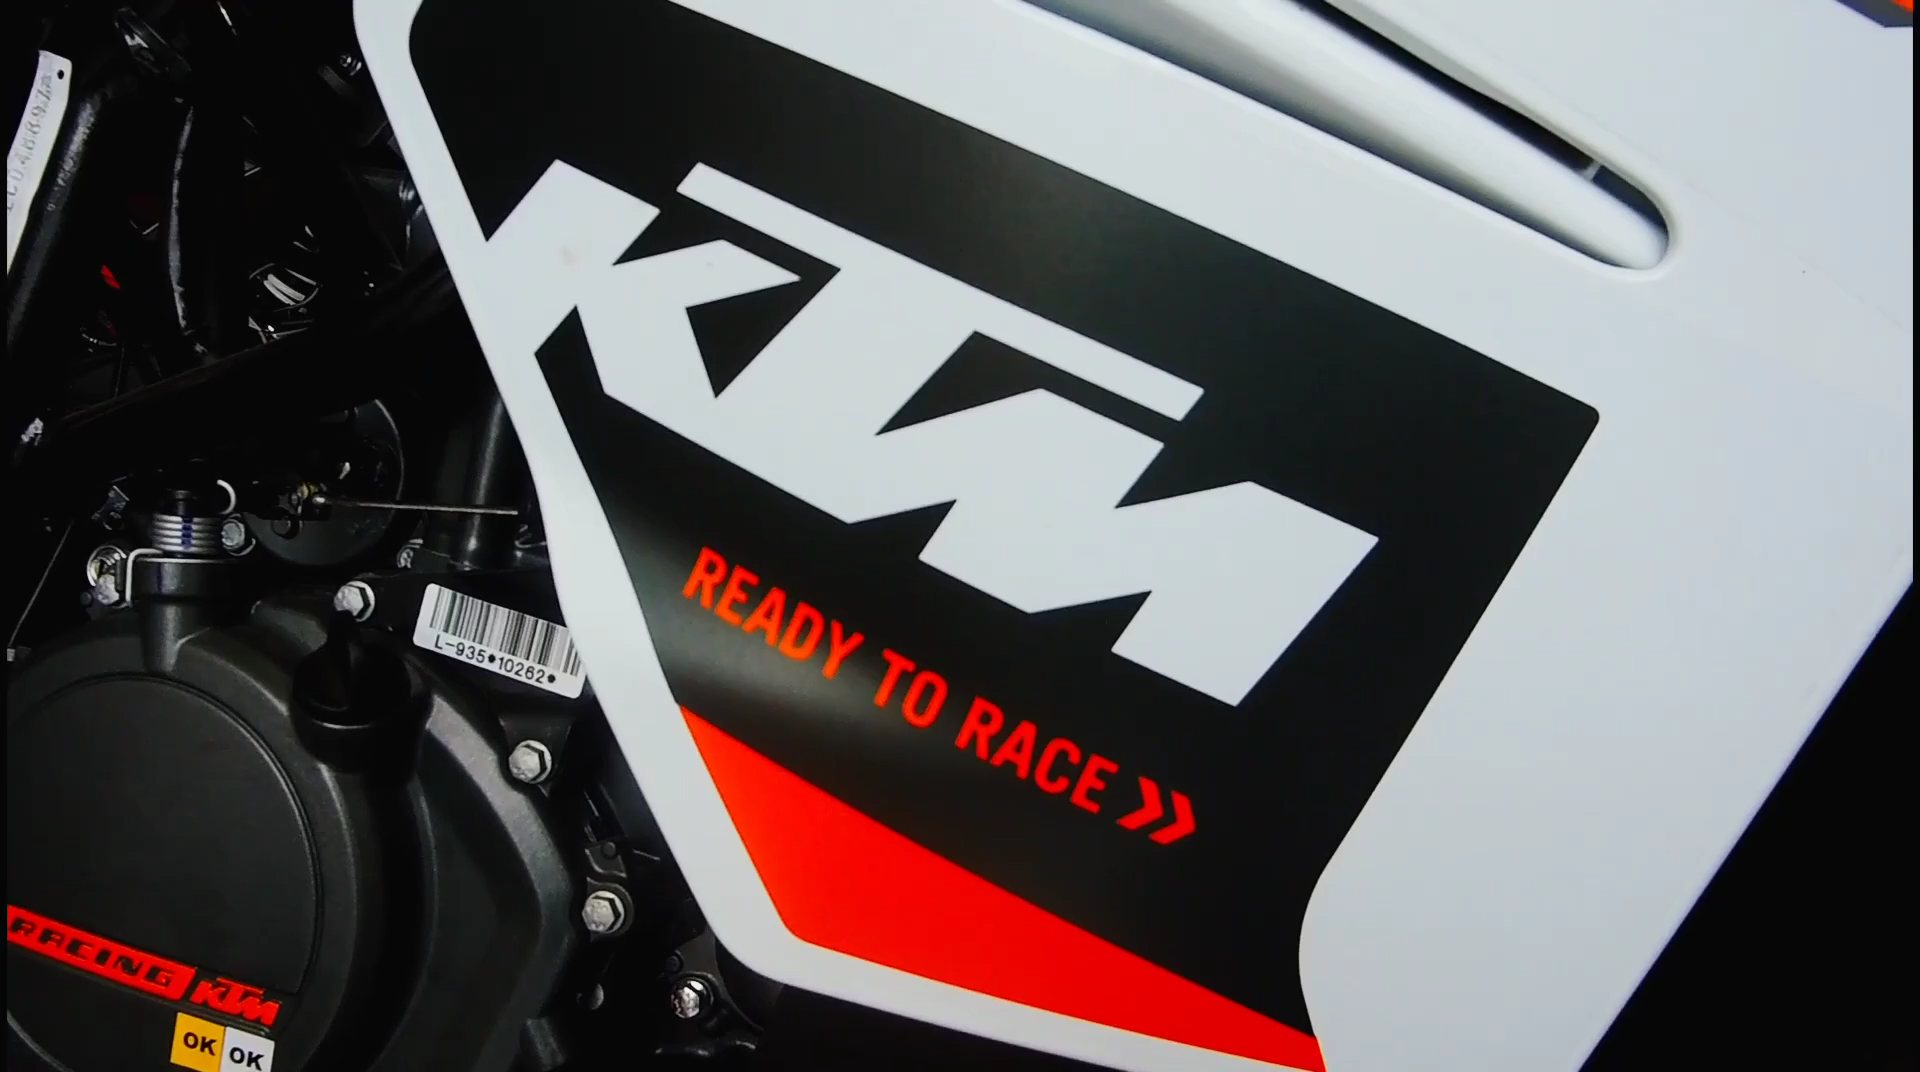 KTM
READY TO RACE
L-935*10262*
RACING KTM
OK OK